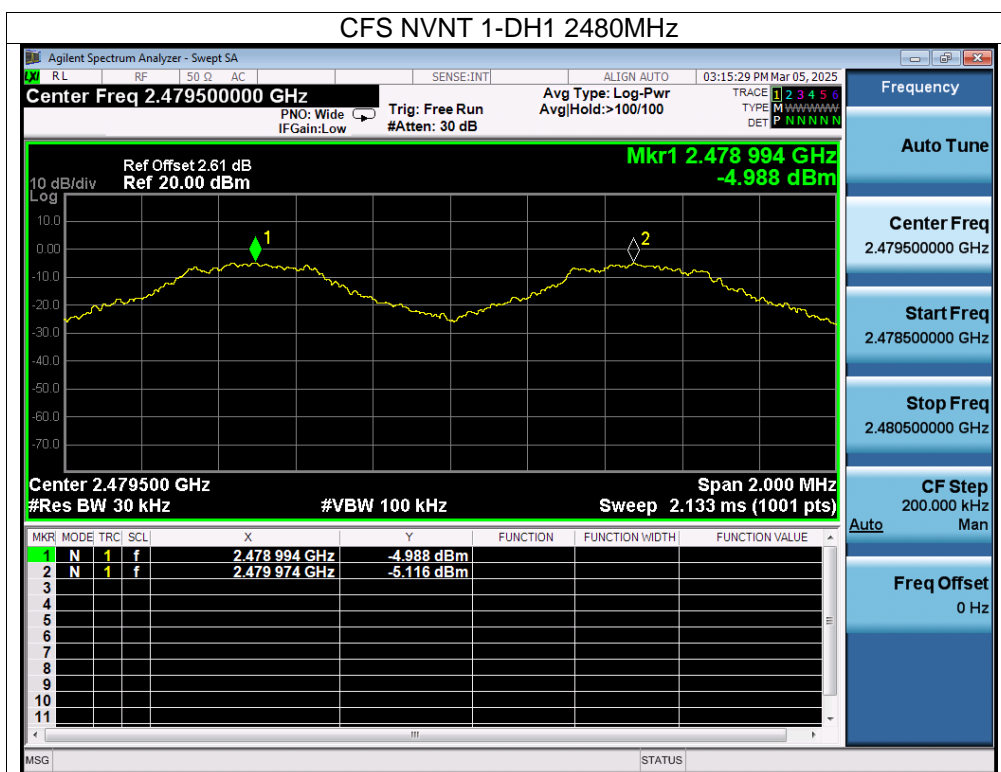 CFS NVNT 1-DH1 2480MHz
Agilent Spectrum Analyzer - Swept SA
LXI RL RF 50 Ω AC SENSE:INT ALIGN AUTO 03:15:29 PM Mar 05, 2025
Center Freq 2.479500000 GHz
PNO: Wide
IFGain:Low
Trig: Free Run
#Atten: 30 dB
Avg Type: Log-Pwr
Avg|Hold:>100/100
TRACE 1 2 3 4 5 6
TYPE M WWWWW
DET P N N N N N
Ref Offset 2.61 dB
10 dB/div Ref 20.00 dBm
Log
Mkr1 2.478 994 GHz
-4.988 dBm
10.0
0.00
-10.0
-20.0
-30.0
-40.0
-50.0
-60.0
-70.0
1
2
Center 2.479500 GHz Span 2.000 MHz
#Res BW 30 kHz #VBW 100 kHz Sweep 2.133 ms (1001 pts)
MKR MODE TRC SCL X Y FUNCTION FUNCTION WIDTH FUNCTION VALUE
1 N 1 f 2.478 994 GHz -4.988 dBm
2 N 1 f 2.479 974 GHz -5.116 dBm
3
4
5
6
7
8
9
10
11
MSG STATUS
Frequency
Auto Tune
Center Freq
2.479500000 GHz
Start Freq
2.478500000 GHz
Stop Freq
2.480500000 GHz
CF Step
200.000 kHz
Auto Man
Freq Offset
0 Hz